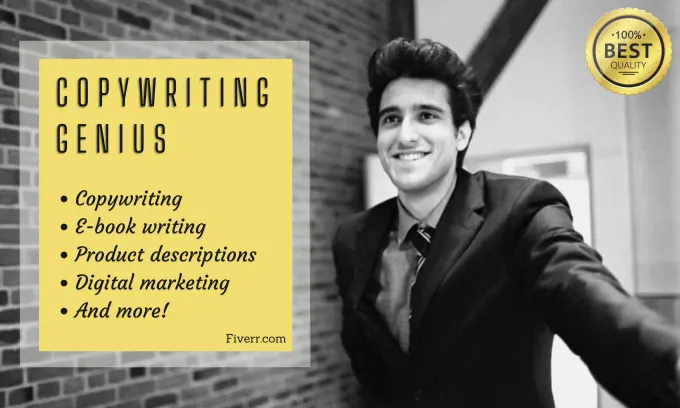 COPYWRITING
GENIUS
• Copywriting
• E-book writing
• Product descriptions
• Digital marketing
• And more!
Fiverr.com
•100%•
BEST
QUALITY